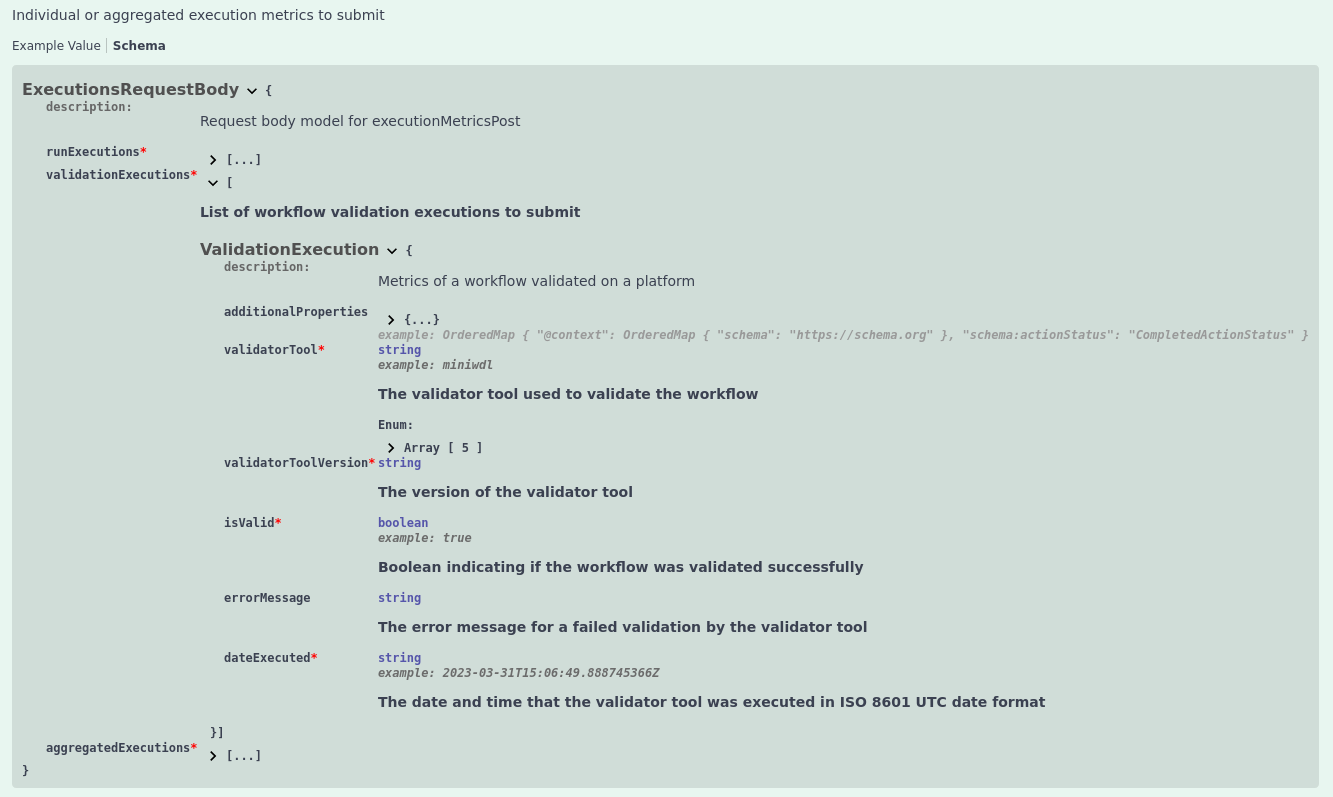 Individual or aggregated execution metrics to submit
Example Value Schema
ExecutionsRequestBody {
description:
Request body model for executionMetricsPost
runExecutions*
[...]
validationExecutions*
[
List of workflow validation executions to submit
ValidationExecution {
description:
Metrics of a workflow validated on a platform
additionalProperties
{...}
example: OrderedMap { "@context": OrderedMap { "schema": "https://schema.org" }, "schema:actionStatus": "CompletedActionStatus" }
validatorTool* string
example: miniwdl
The validator tool used to validate the workflow
Enum:
Array [ 5 ]
validatorToolVersion* string
The version of the validator tool
isValid* boolean
example: true
Boolean indicating if the workflow was validated successfully
errorMessage string
The error message for a failed validation by the validator tool
dateExecuted* string
example: 2023-03-31T15:06:49.888745366Z
The date and time that the validator tool was executed in ISO 8601 UTC date format
}]
aggregatedExecutions*
[...]
}